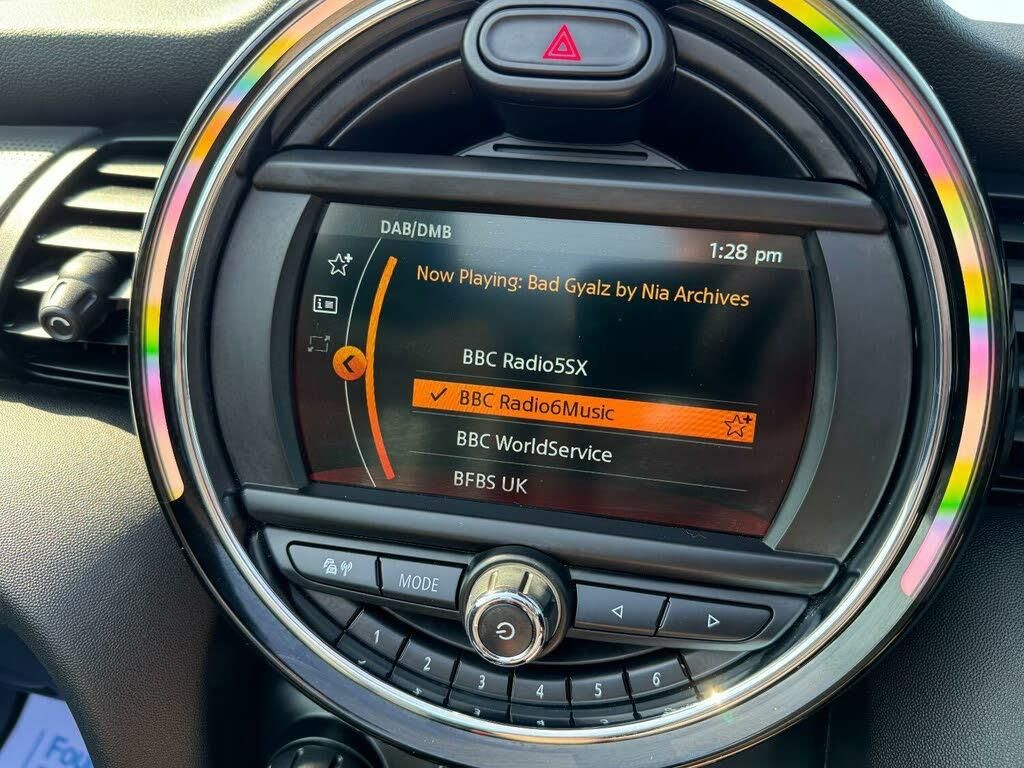 DAB/DMB
1:28 pm
Now Playing: Bad Gyalz by Nia Archives
BBC Radio5SX
BBC Radio6Music
BBC WorldService
BFBS UK
MODE
1
2
3
4
5
6
Fou